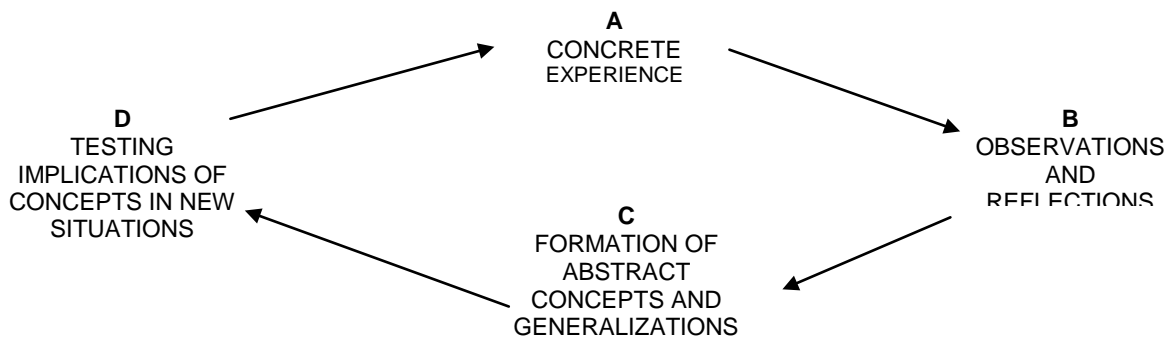 A
CONCRETE
EXPERIENCE
B
OBSERVATIONS
AND
REFLECTIONS
C
FORMATION OF
ABSTRACT
CONCEPTS AND
GENERALIZATIONS
D
TESTING
IMPLICATIONS OF
CONCEPTS IN NEW
SITUATIONS